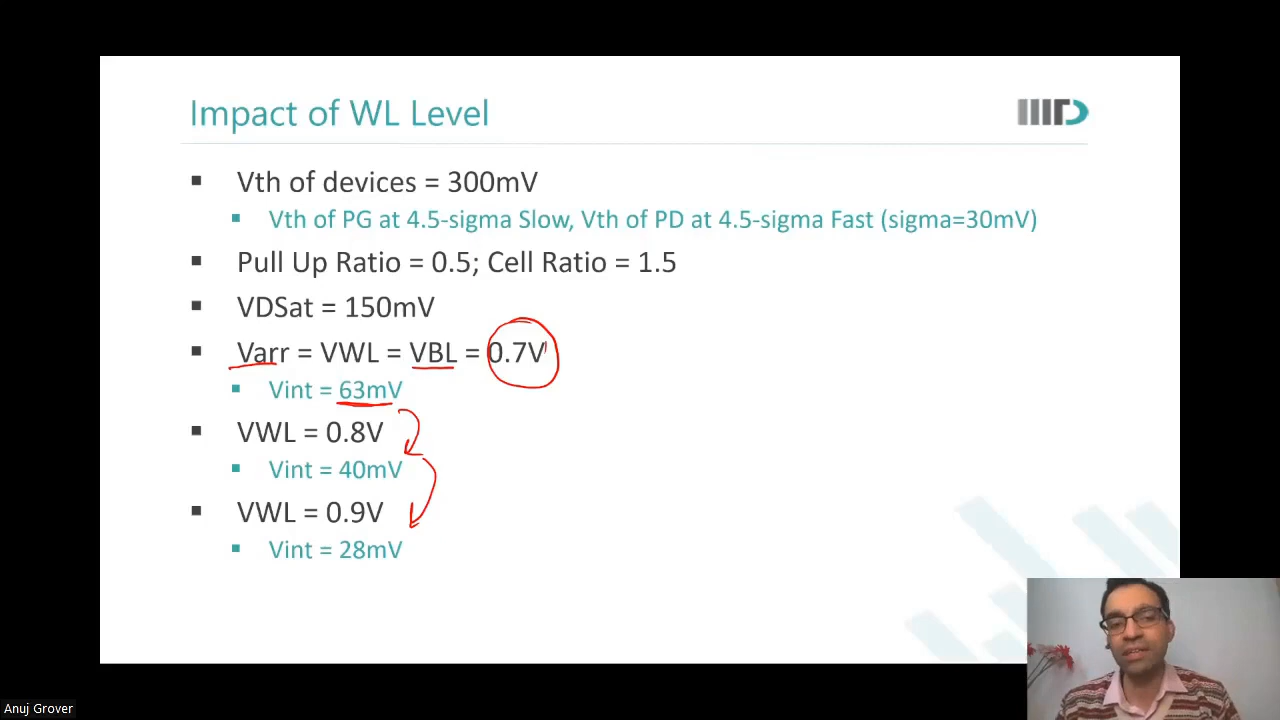 Impact of WL Level
IIITD
▪ Vth of devices = 300mV
▪ Vth of PG at 4.5-sigma Slow, Vth of PD at 4.5-sigma Fast (sigma=30mV)
▪ Pull Up Ratio = 0.5; Cell Ratio = 1.5
▪ VDSat = 150mV
▪ Varr = VWL = VBL = 0.7V
▪ Vint = 63mV
▪ VWL = 0.8V
▪ Vint = 40mV
▪ VWL = 0.9V
▪ Vint = 28mV
Anuj Grover